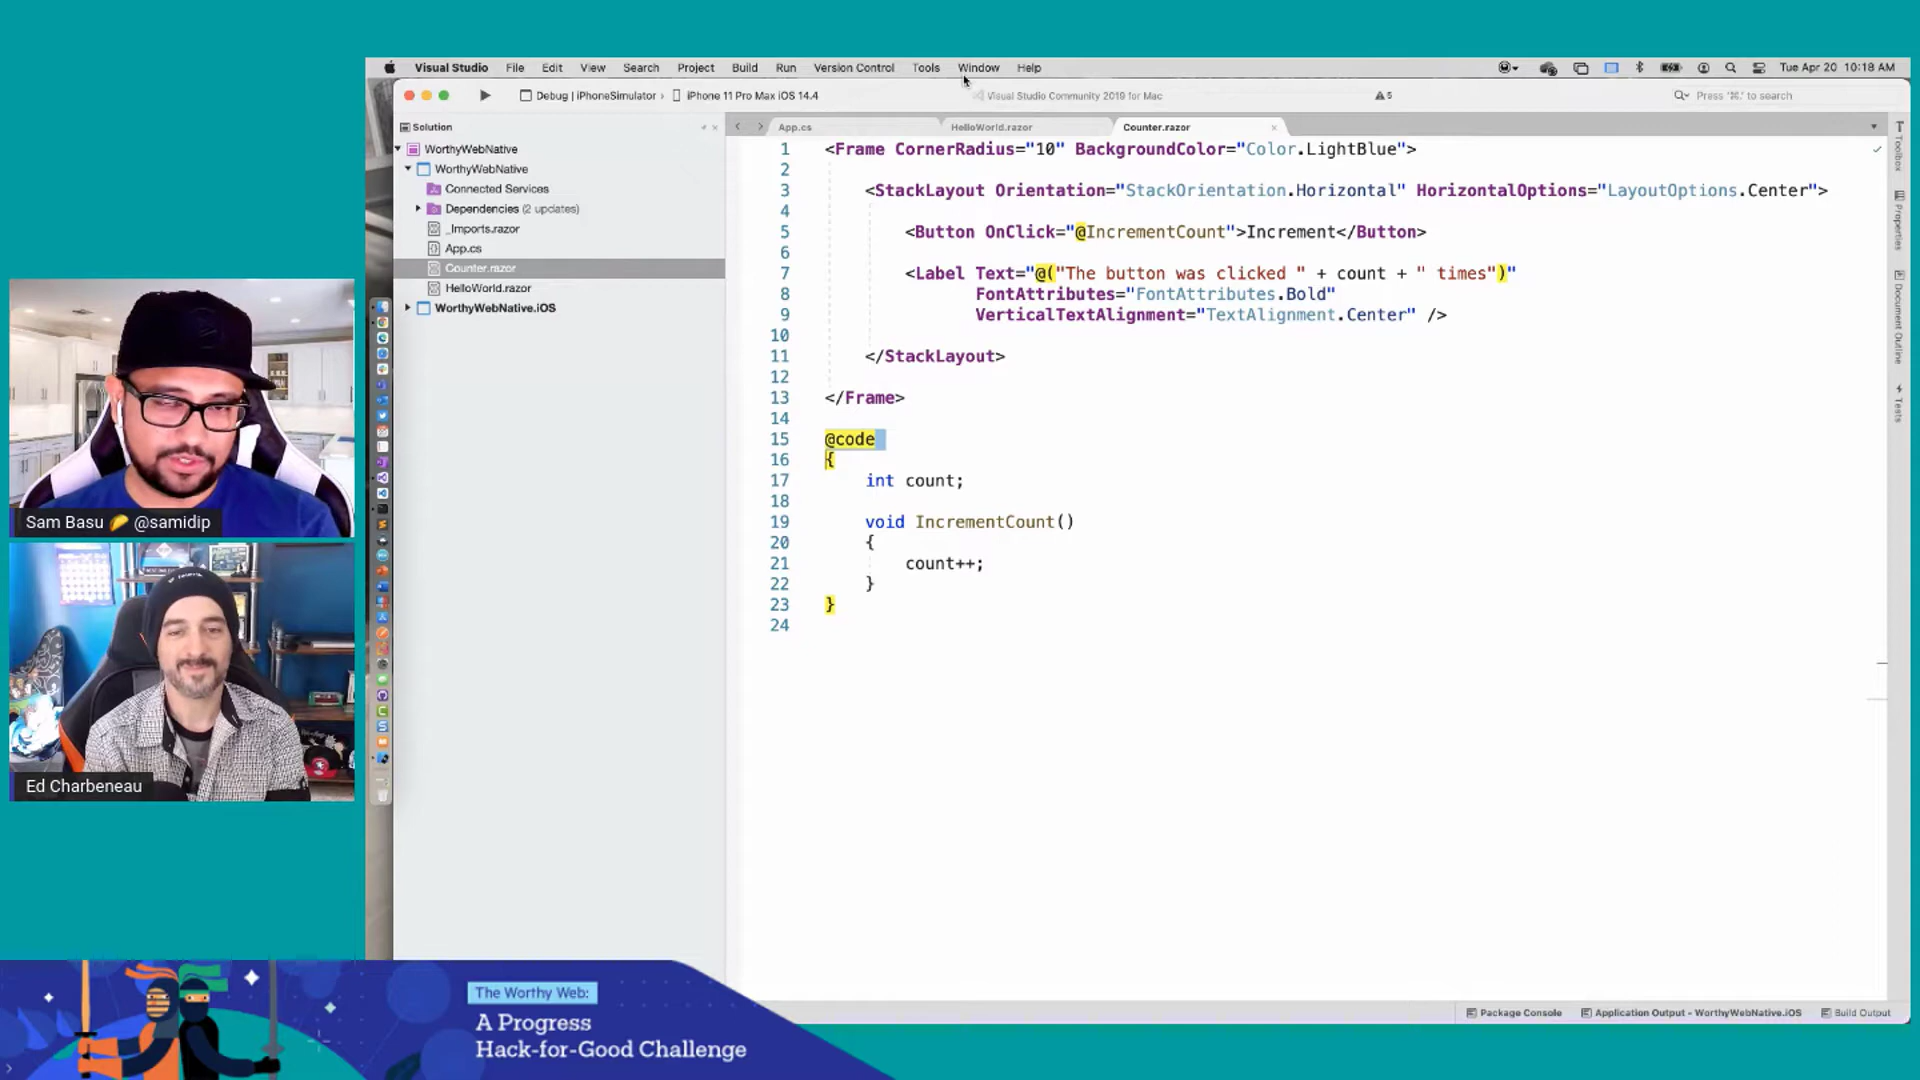 Visual Studio File Edit View Search Project Build Run Version Control Tools Window Help
Tue Apr 20 10:18 AM
Debug | iPhoneSimulator › iPhone 11 Pro Max iOS 14.4
Visual Studio Community 2019 for Mac
5
Press '⌘.' to search
Solution
WorthyWebNative
WorthyWebNative
Connected Services
Dependencies (2 updates)
_Imports.razor
App.cs
Counter.razor
HelloWorld.razor
WorthyWebNative.iOS
App.cs
HelloWorld.razor
Counter.razor
1 <Frame CornerRadius="10" BackgroundColor="Color.LightBlue">
2
3 <StackLayout Orientation="StackOrientation.Horizontal" HorizontalOptions="LayoutOptions.Center">
4
5 <Button OnClick="@IncrementCount">Increment</Button>
6
7 <Label Text="@("The button was clicked " + count + " times")"
8 FontAttributes="FontAttributes.Bold"
9 VerticalTextAlignment="TextAlignment.Center" />
10
11 </StackLayout>
12
13 </Frame>
14
15 @code
16 {
17 int count;
18
19 void IncrementCount()
20 {
21 count++;
22 }
23 }
24
Toolbox
Properties
Document Outline
Tests
Package Console
Application Output - WorthyWebNative.iOS
Build Output
Sam Basu 🌮 @samidip
Ed Charbeneau
The Worthy Web:
A Progress
Hack-for-Good Challenge